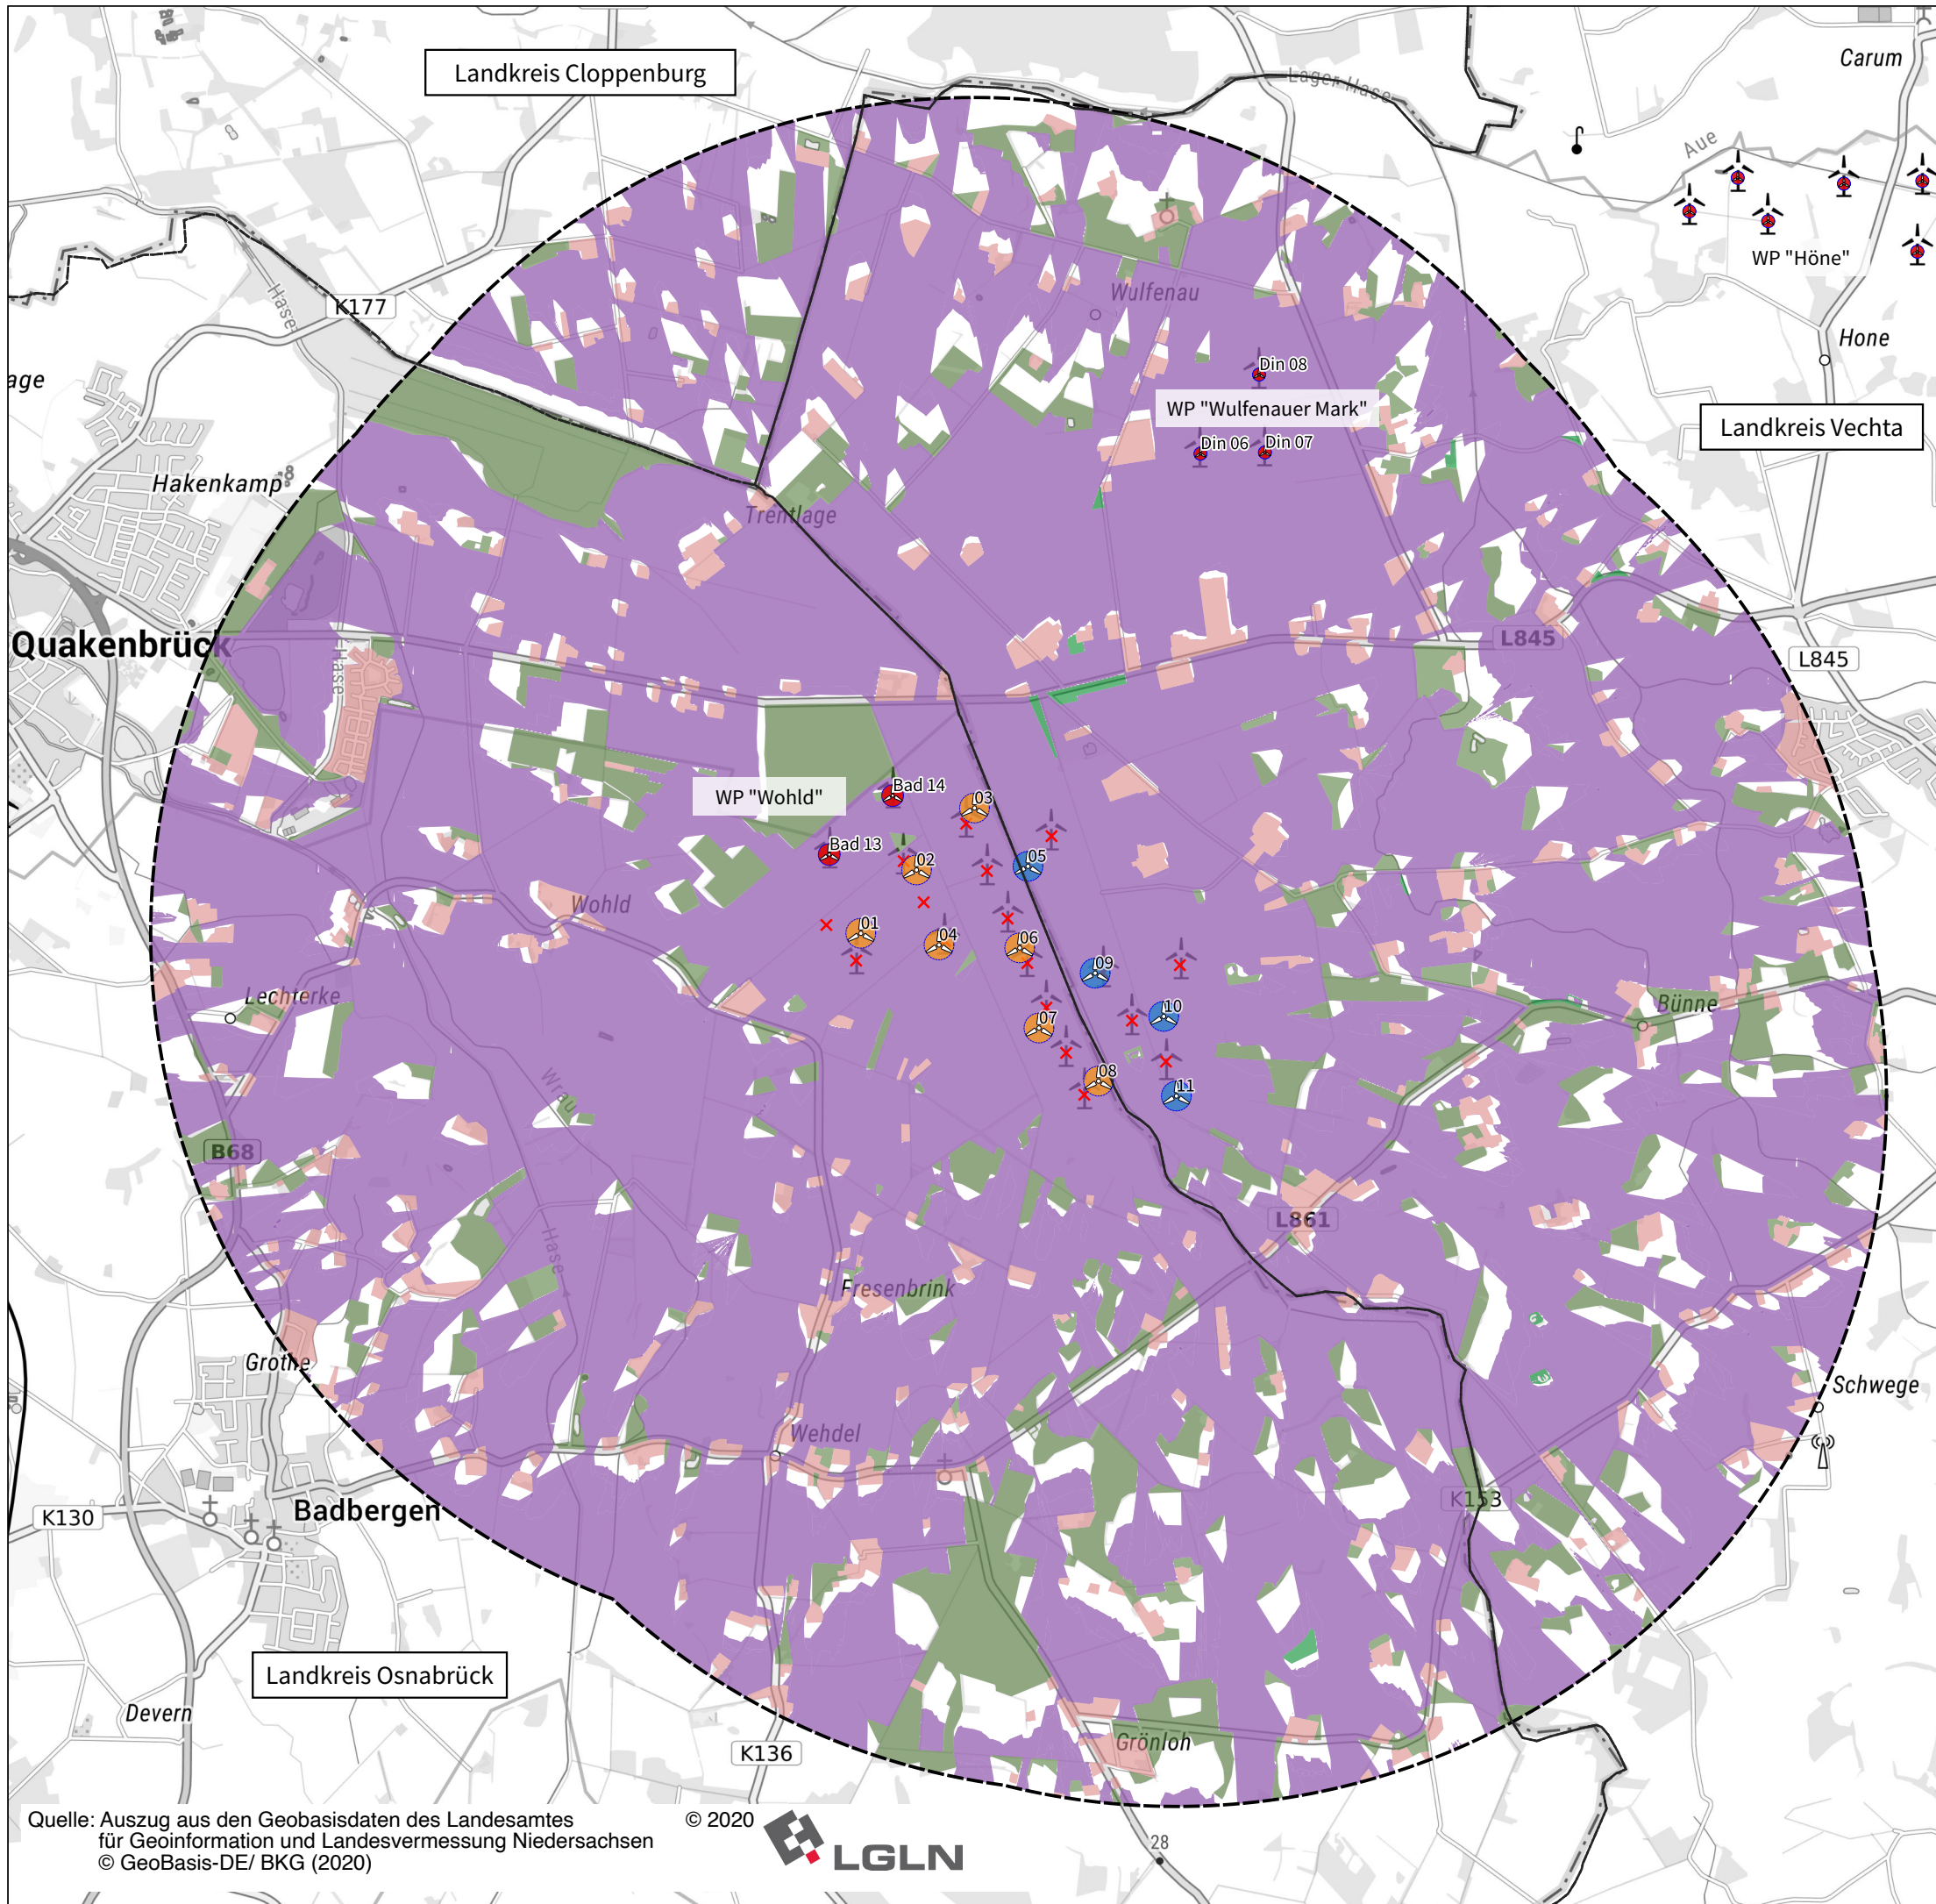 Landkreis Cloppenburg
Carum
Lager Hase
Aue
WP "Höne"
Hase
K177
Wulfenau
Hone
age
Din 08
WP "Wulfenauer Mark"
Landkreis Vechta
Din 06
Din 07
Hakenkamp
Trentlage
Quakenbrück
Hase
L845
L845
Bad 14
WP "Wohld"
03
Bad 13
02
05
Wohld
01
04
06
09
Lechterke
10
Bünne
07
08
11
Wrau
B68
L861
Hase
Fresenbrink
Grothe
Schwege
Wehdel
K153
K130
Badbergen
Landkreis Osnabrück
Devern
Grönloh
K136
Quelle: Auszug aus den Geobasisdaten des Landesamtes
für Geoinformation und Landesvermessung Niedersachsen
© GeoBasis-DE/ BKG (2020)
© 2020
LGLN
28